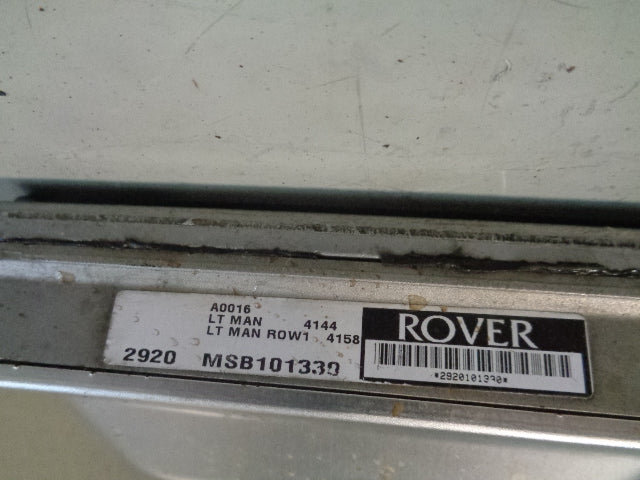 A0016
LT MAN 4144
LT MAN ROW1 4158
2920 MSB101330
ROVER
*2920101330*